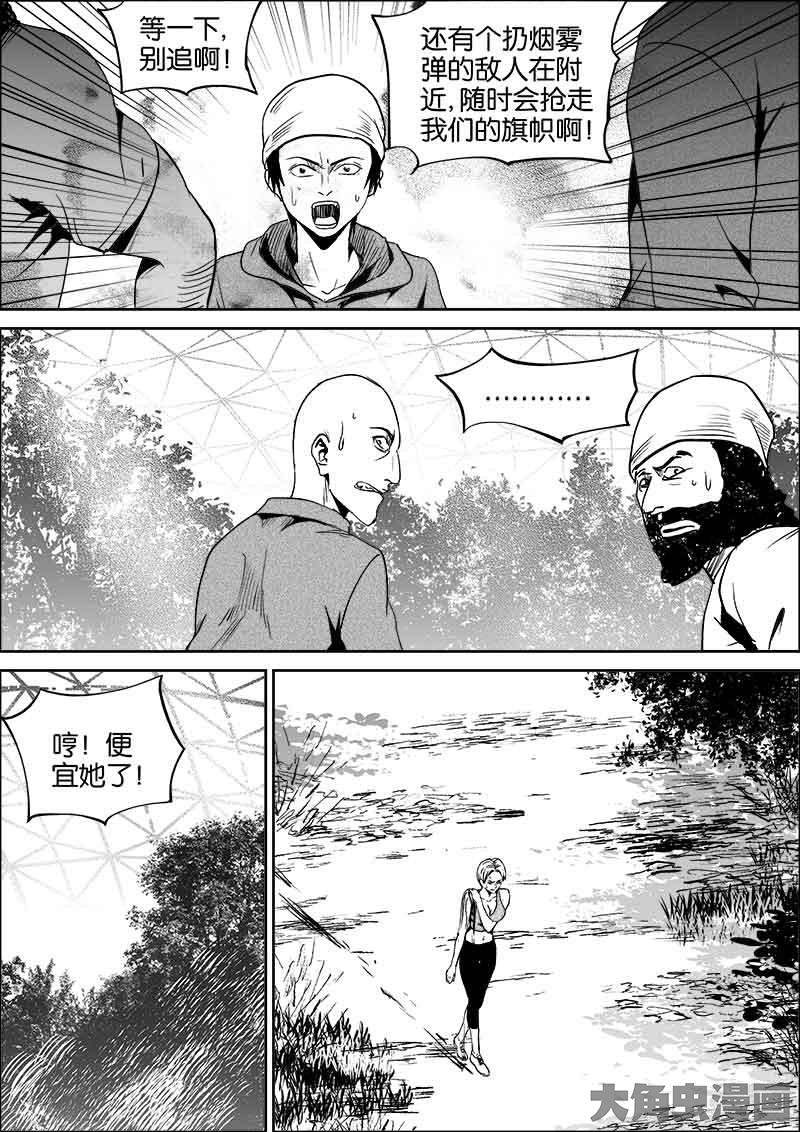 等一下，
别追啊！
还有个扔烟雾
弹的敌人在附
近，随时会抢走
我们的旗帜啊！
…………
哼！便
宜她了！
大角虫漫画